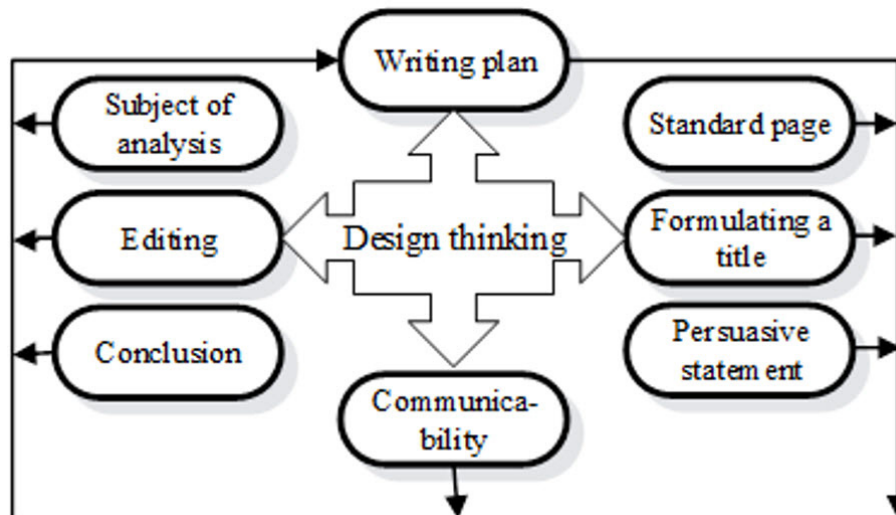 Writing plan
Subject of
analysis
Standard page
Editing
Design thinking
Formulating a
title
Conclusion
Persuasive
statement
Communica-
bility